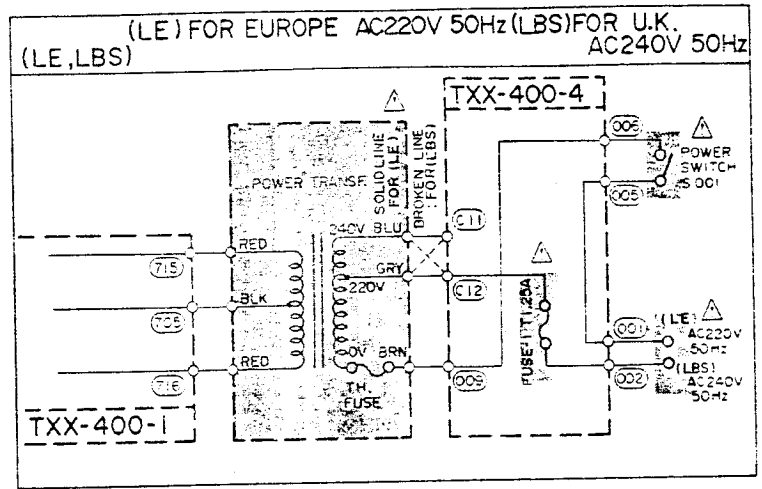 (LE) FOR EUROPE AC220V 50Hz (LBS) FOR U.K.
(LE,LBS) AC240V 50Hz
TXX-400-4
POWER TRANSF.
SOLID LINE
FOR (LE)
BROKEN LINE
FOR (LBS)
006
POWER
SWITCH
S001
005
240V BLU
C11
RED
715
GRY
220V
C12
BLK
705
FUSE T1.25A
001
(LE)
AC220V
50Hz
RED
0V BRN
716
TH.
FUSE
009
002
(LBS)
AC240V
50Hz
TXX-400-1